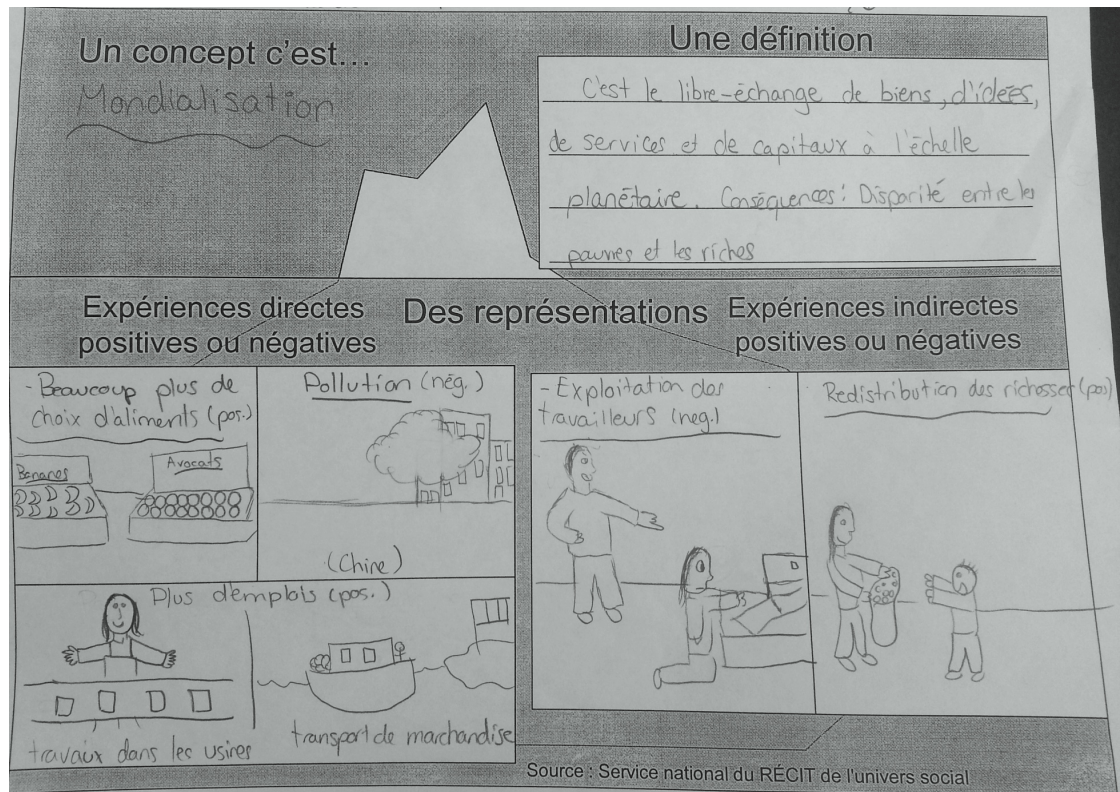 Un concept c'est...
Mondialisation
Une définition
C'est le libre-échange de biens, d'idées,
de services et de capitaux à l'échelle
planétaire. Conséquences: Disparité entre les
pauvres et les riches
Expériences directes
positives ou négatives
Des représentations
Expériences indirectes
positives ou négatives
- Beaucoup plus de
choix d'aliments (pos.)
Bananes
Avocats
Pollution (nég.)
(Chine)
- Exploitation des
travailleurs (neg.)
Redistribution des richesses (pos)
Plus d'emplois (pos.)
travaux dans les usines
transport de marchandise
Source : Service national du RÉCIT de l'univers social